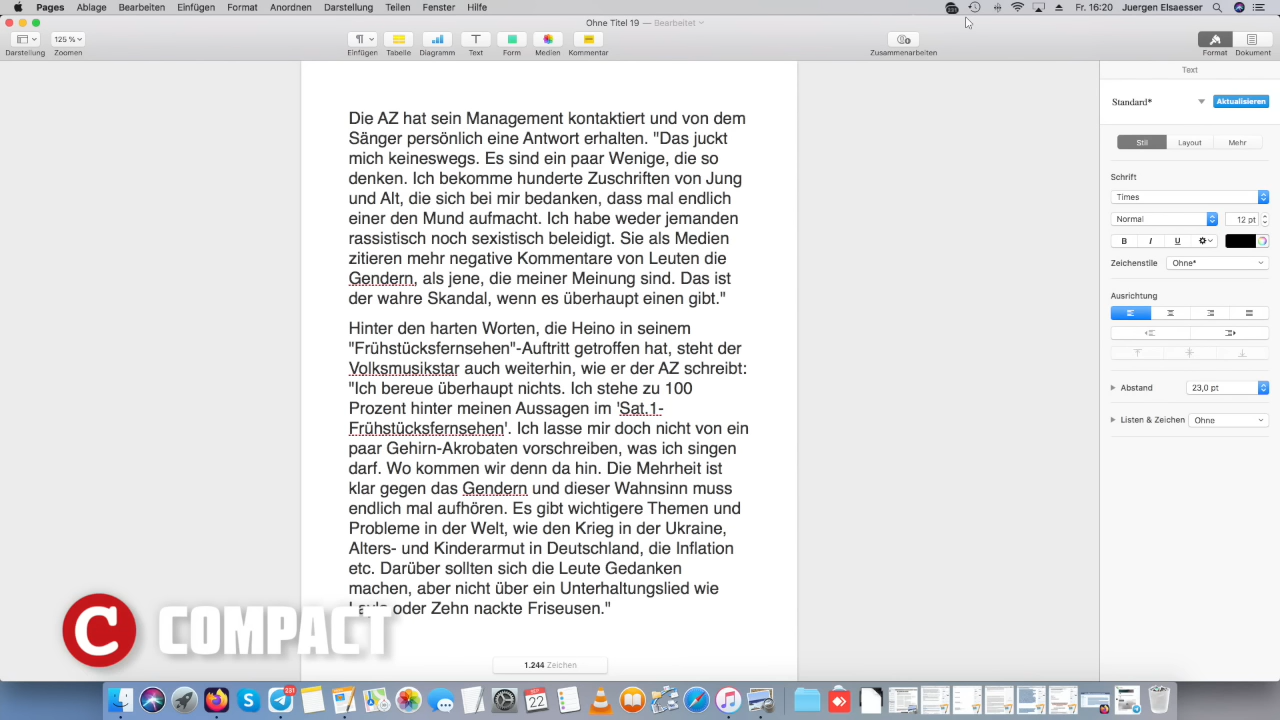 Pages Ablage Bearbeiten Einfügen Format Anordnen Darstellung Teilen Fenster Hilfe Fr. 16:20 Juergen Elsaesser
Ohne Titel 19 — Bearbeitet
125 %
Darstellung Zoomen Einfügen Tabelle Diagramm Text Form Medien Kommentar Zusammenarbeiten Format Dokument
Die AZ hat sein Management kontaktiert und von dem
Sänger persönlich eine Antwort erhalten. "Das juckt
mich keineswegs. Es sind ein paar Wenige, die so
denken. Ich bekomme hunderte Zuschriften von Jung
und Alt, die sich bei mir bedanken, dass mal endlich
einer den Mund aufmacht. Ich habe weder jemanden
rassistisch noch sexistisch beleidigt. Sie als Medien
zitieren mehr negative Kommentare von Leuten die
Gendern, als jene, die meiner Meinung sind. Das ist
der wahre Skandal, wenn es überhaupt einen gibt."
Hinter den harten Worten, die Heino in seinem
"Frühstücksfernsehen"-Auftritt getroffen hat, steht der
Volksmusikstar auch weiterhin, wie er der AZ schreibt:
"Ich bereue überhaupt nichts. Ich stehe zu 100
Prozent hinter meinen Aussagen im 'Sat.1-
Frühstücksfernsehen'. Ich lasse mir doch nicht von ein
paar Gehirn-Akrobaten vorschreiben, was ich singen
darf. Wo kommen wir denn da hin. Die Mehrheit ist
klar gegen das Gendern und dieser Wahnsinn muss
endlich mal aufhören. Es gibt wichtigere Themen und
Probleme in der Welt, wie den Krieg in der Ukraine,
Alters- und Kinderarmut in Deutschland, die Inflation
etc. Darüber sollten sich die Leute Gedanken
machen, aber nicht über ein Unterhaltungslied wie
oder Zehn nackte Friseusen."
1.244 Zeichen
Text
Standard*
Aktualisieren
Stil Layout Mehr
Schrift
Times
Normal 12 pt
B I U
Zeichenstile Ohne*
Ausrichtung
Abstand 23,0 pt
Listen & Zeichen Ohne
C COMPACT
281
SEP
22